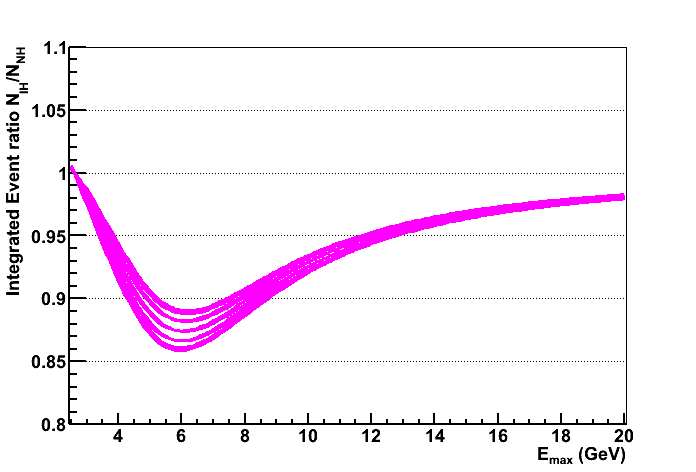 Integrated Event ratio N_IH/N_NH
1.1
1.05
1
0.95
0.9
0.85
0.8
4 6 8 10 12 14 16 18 20
E_max (GeV)